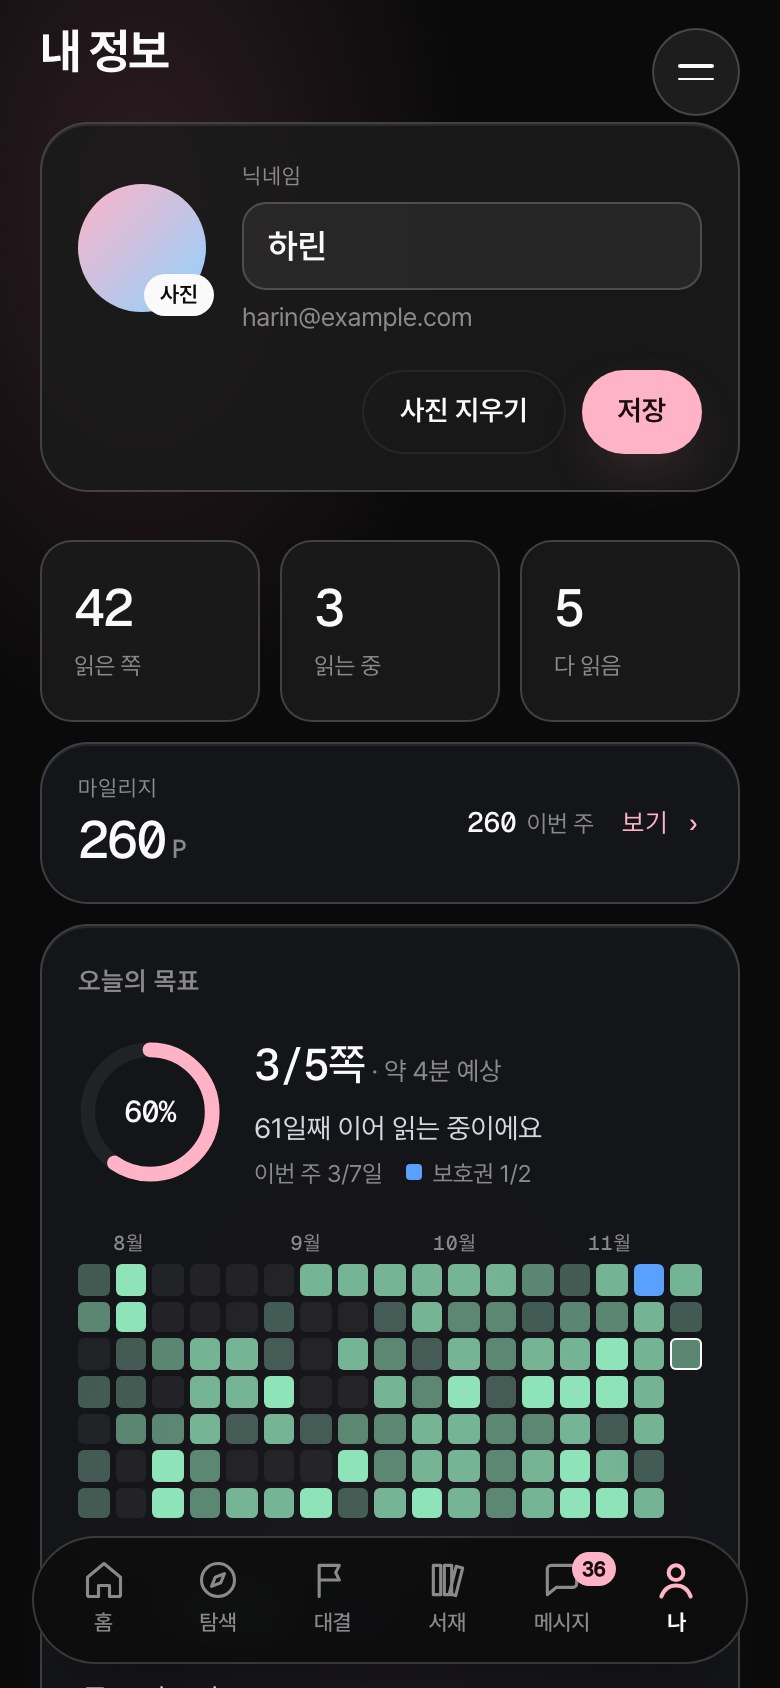 내 정보
닉네임
하린
사진
harin@example.com
사진 지우기
저장
42
읽은 쪽
3
읽는 중
5
다 읽음
마일리지
260 P
260 이번 주 보기 ›
오늘의 목표
60%
3/5쪽 · 약 4분 예상
61일째 이어 읽는 중이에요
이번 주 3/7일 보호권 1/2
8월 9월 10월 11월
36
홈 탐색 대결 서재 메시지 나